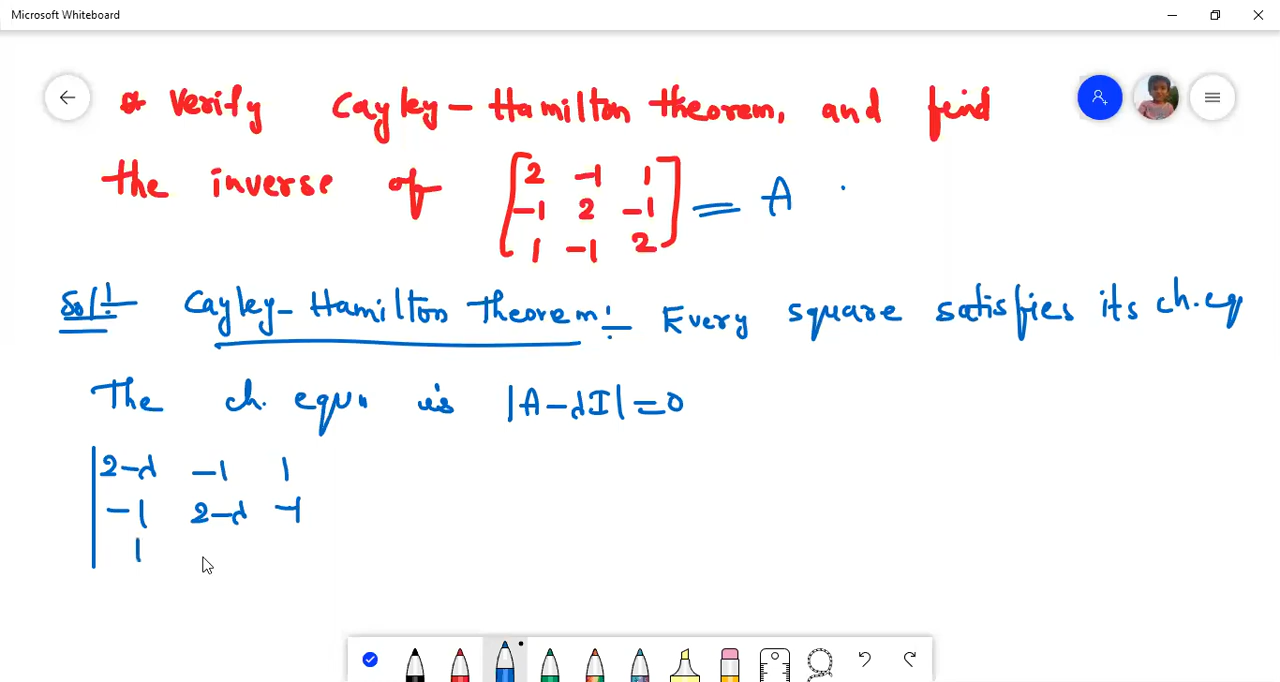 Microsoft Whiteboard
* Verify Cayley-Hamilton theorem, and find
the inverse of [2 -1 1; -1 2 -1; 1 -1 2] = A
Sol: Cayley-Hamilton Theorem:- Every square satisfies its ch.eq
The ch. equn is |A-λI|=0
2-λ -1 1
-1 2-λ -1
1